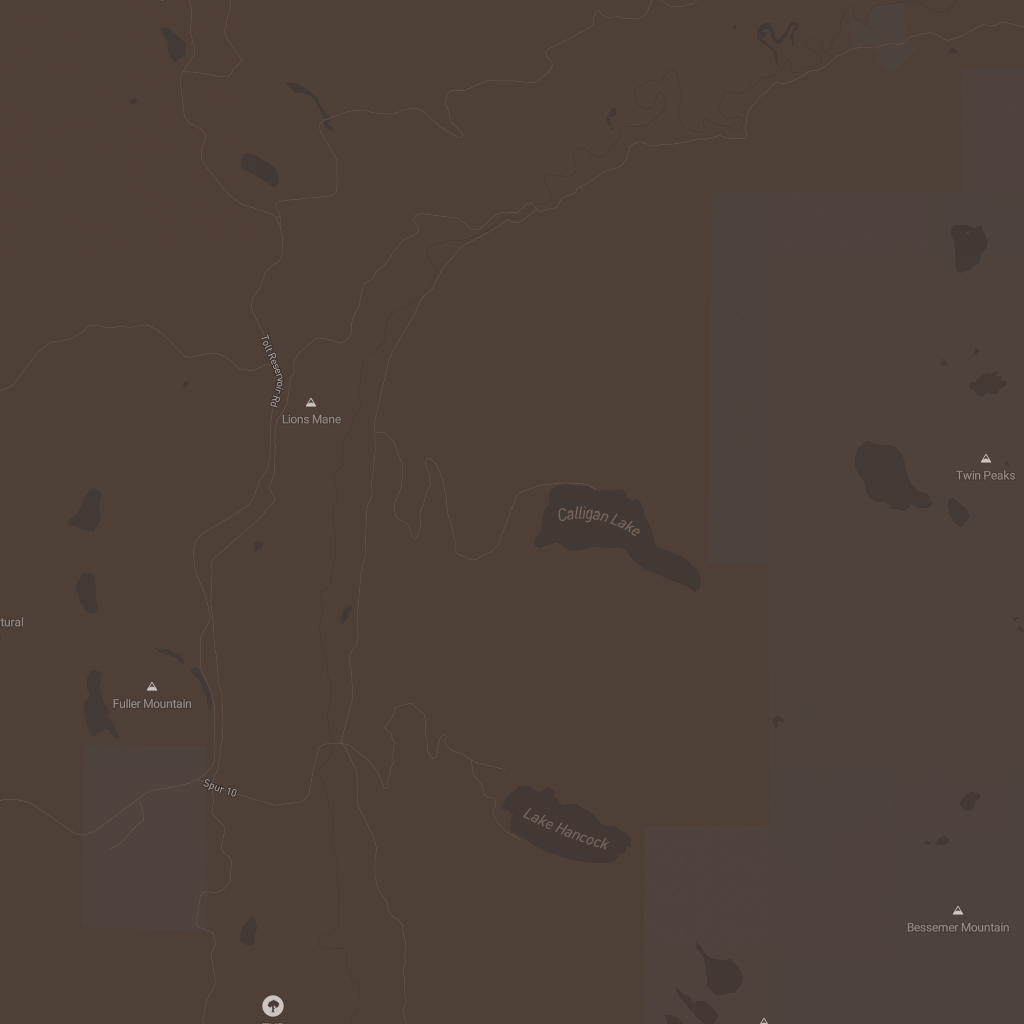 Tolt Reservoir Rd
Lions Mane
Twin Peaks
Calligan Lake
tural
Fuller Mountain
Spur 10
Lake Hancock
Bessemer Mountain